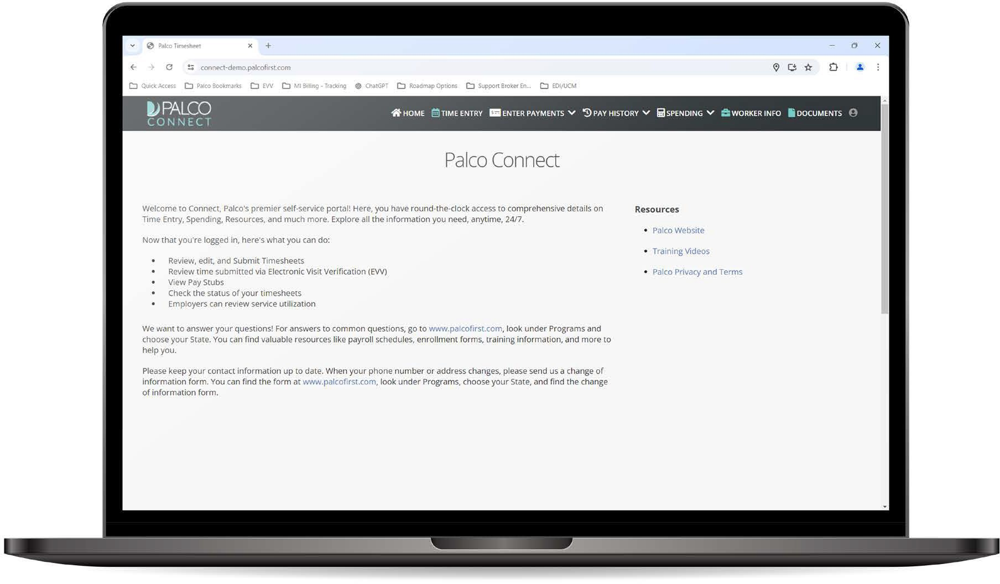 Palco Timesheet
connect-demo.palcofirst.com
Quick Access Palco Bookmarks EVV MI Billing - Tracking ChatGPT Roadmap Options Support Broker En... EDI/UCM
PALCO
CONNECT
HOME TIME ENTRY ENTER PAYMENTS PAY HISTORY SPENDING WORKER INFO DOCUMENTS
Palco Connect
Welcome to Connect, Palco's premier self-service portal! Here, you have round-the-clock access to comprehensive details on
Time Entry, Spending, Resources, and much more. Explore all the information you need, anytime, 24/7.
Now that you're logged in, here's what you can do:
• Review, edit, and Submit Timesheets
• Review time submitted via Electronic Visit Verification (EVV)
• View Pay Stubs
• Check the status of your timesheets
• Employers can review service utilization
We want to answer your questions! For answers to common questions, go to www.palcofirst.com, look under Programs and
choose your State. You can find valuable resources like payroll schedules, enrollment forms, training information, and more to
help you.
Please keep your contact information up to date. When your phone number or address changes, please send us a change of
information form. You can find the form at www.palcofirst.com, look under Programs, choose your State, and find the change
of information form.
Resources
• Palco Website
• Training Videos
• Palco Privacy and Terms